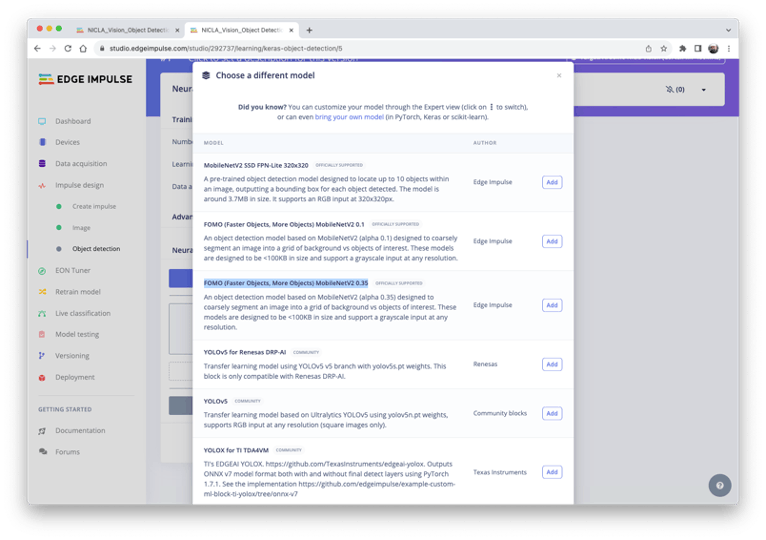 NICLA_Vision_Object Detectio
NICLA_Vision_Object Detectio
studio.edgeimpulse.com/studio/292737/learning/keras-object-detection/5
EDGE IMPULSE
Dashboard
Devices
Data acquisition
Impulse design
Create impulse
Image
Object detection
EON Tuner
Retrain model
Live classification
Model testing
Versioning
Deployment
GETTING STARTED
Documentation
Forums
Neura
Traini
Numbe
Learni
Data a
Advan
Neura
(0)
Choose a different model
×
Did you know? You can customize your model through the Expert view (click on ⋮ to switch),
or can even bring your own model (in PyTorch, Keras or scikit-learn).
MODEL AUTHOR
MobileNetV2 SSD FPN-Lite 320x320 OFFICIALLY SUPPORTED
A pre-trained object detection model designed to locate up to 10 objects within
an image, outputting a bounding box for each object detected. The model is
around 3.7MB in size. It supports an RGB input at 320x320px.
Edge Impulse Add
FOMO (Faster Objects, More Objects) MobileNetV2 0.1 OFFICIALLY SUPPORTED
An object detection model based on MobileNetV2 (alpha 0.1) designed to coarsely
segment an image into a grid of background vs objects of interest. These models
are designed to be <100KB in size and support a grayscale input at any resolution.
Edge Impulse Add
FOMO (Faster Objects, More Objects) MobileNetV2 0.35 OFFICIALLY SUPPORTED
An object detection model based on MobileNetV2 (alpha 0.35) designed to
coarsely segment an image into a grid of background vs objects of interest. These
models are designed to be <100KB in size and support a grayscale input at any
resolution.
Edge Impulse Add
YOLOv5 for Renesas DRP-AI COMMUNITY
Transfer learning model using YOLOv5 v5 branch with yolov5s.pt weights. This
block is only compatible with Renesas DRP-AI.
Renesas Add
YOLOv5 COMMUNITY
Transfer learning model based on Ultralytics YOLOv5 using yolov5n.pt weights,
supports RGB input at any resolution (square images only).
Community blocks Add
YOLOX for TI TDA4VM COMMUNITY
TI's EDGEAI YOLOX. https://github.com/TexasInstruments/edgeai-yolox. Outputs
ONNX v7 model format both with and without final detect layers using PyTorch
1.7.1. See the implementation https://github.com/edgeimpulse/example-custom-
ml-block-ti-yolox/tree/onnx-v7
Texas Instruments Add